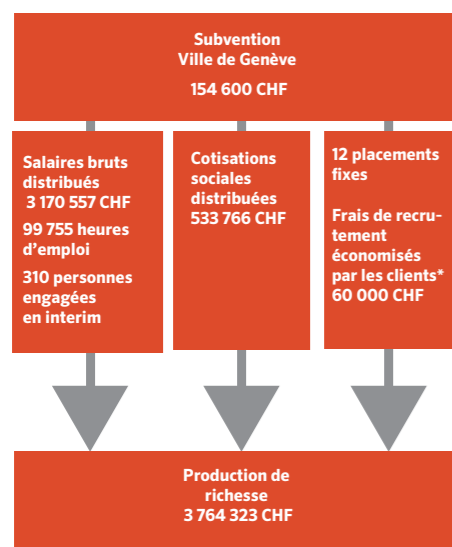 Subvention
Ville de Genève
154 600 CHF
Salaires bruts
distribués
3 170 557 CHF
99 755 heures
d'emploi
310 personnes
engagées
en interim
Cotisations
sociales
distribuées
533 766 CHF
12 placements
fixes
Frais de recru-
tement
économisés
par les clients*
60 000 CHF
Production de
richesse
3 764 323 CHF